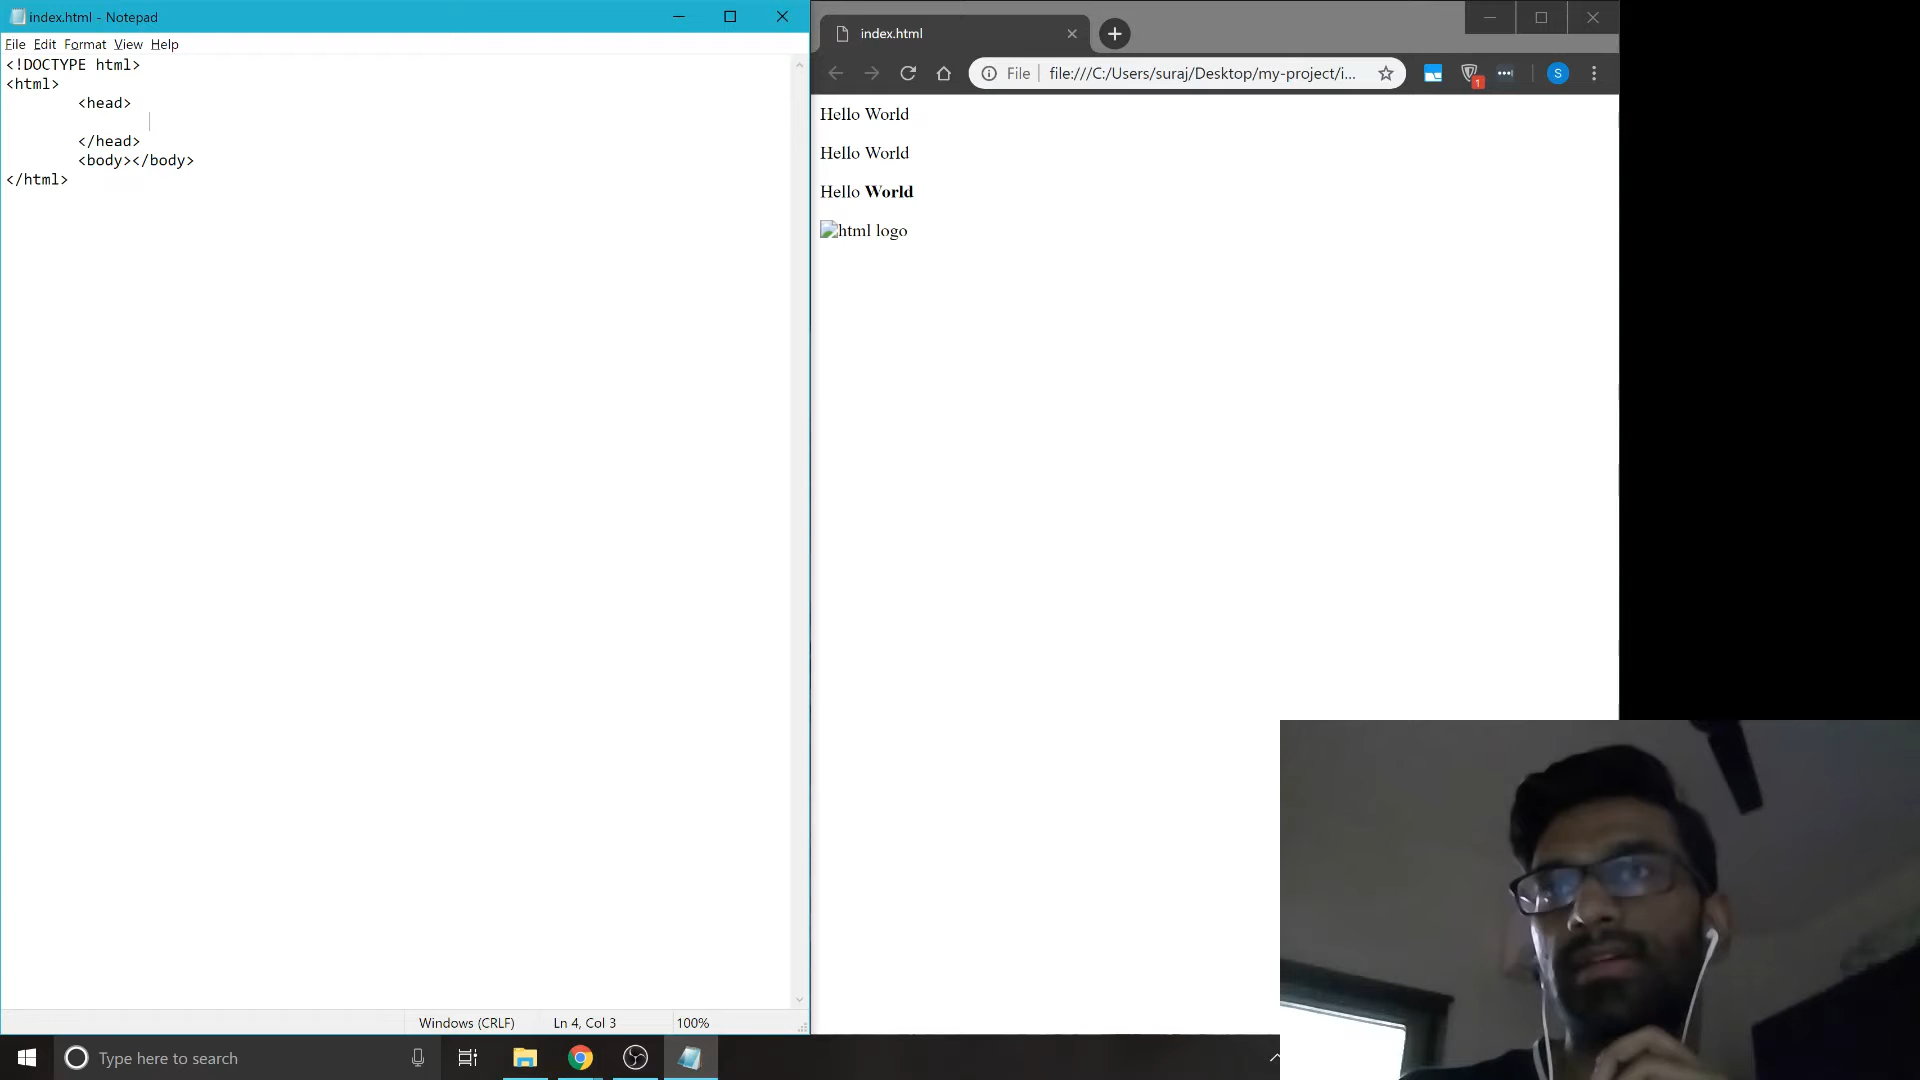 index.html - Notepad
File Edit Format View Help
<!DOCTYPE html>
<html>
<head>
</head>
<body></body>
</html>
Windows (CRLF)
Ln 4, Col 3
100%
index.html
File
file:///C:/Users/suraj/Desktop/my-project/i...
1
S
Hello World
Hello World
Hello World
html logo
Type here to search